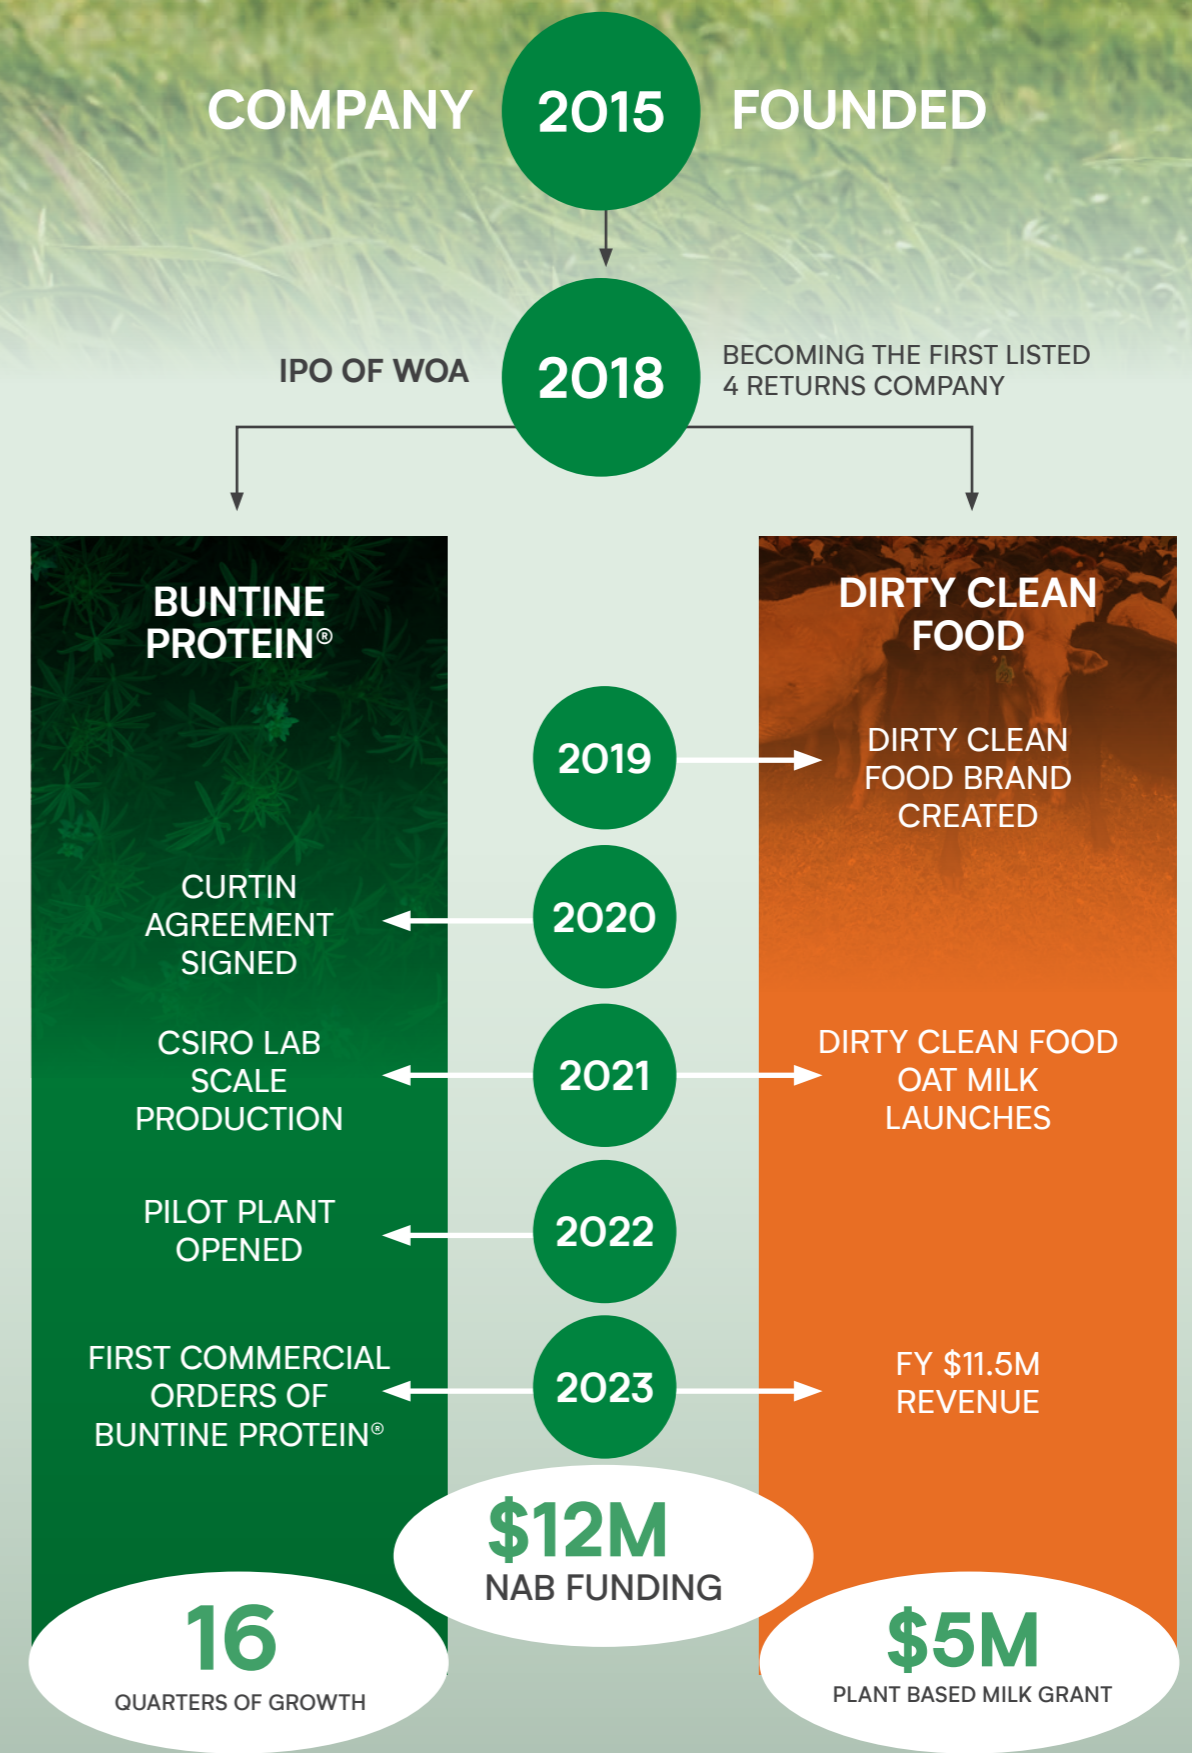 COMPANY 2015 FOUNDED
IPO OF WOA
2018
BECOMING THE FIRST LISTED
4 RETURNS COMPANY
BUNTINE
PROTEIN®
DIRTY CLEAN
FOOD
2019
DIRTY CLEAN
FOOD BRAND
CREATED
CURTIN
AGREEMENT
SIGNED
2020
CSIRO LAB
SCALE
PRODUCTION
2021
DIRTY CLEAN FOOD
OAT MILK
LAUNCHES
PILOT PLANT
OPENED
2022
FIRST COMMERCIAL
ORDERS OF
BUNTINE PROTEIN®
2023
FY $11.5M
REVENUE
$12M
NAB FUNDING
16
QUARTERS OF GROWTH
$5M
PLANT BASED MILK GRANT